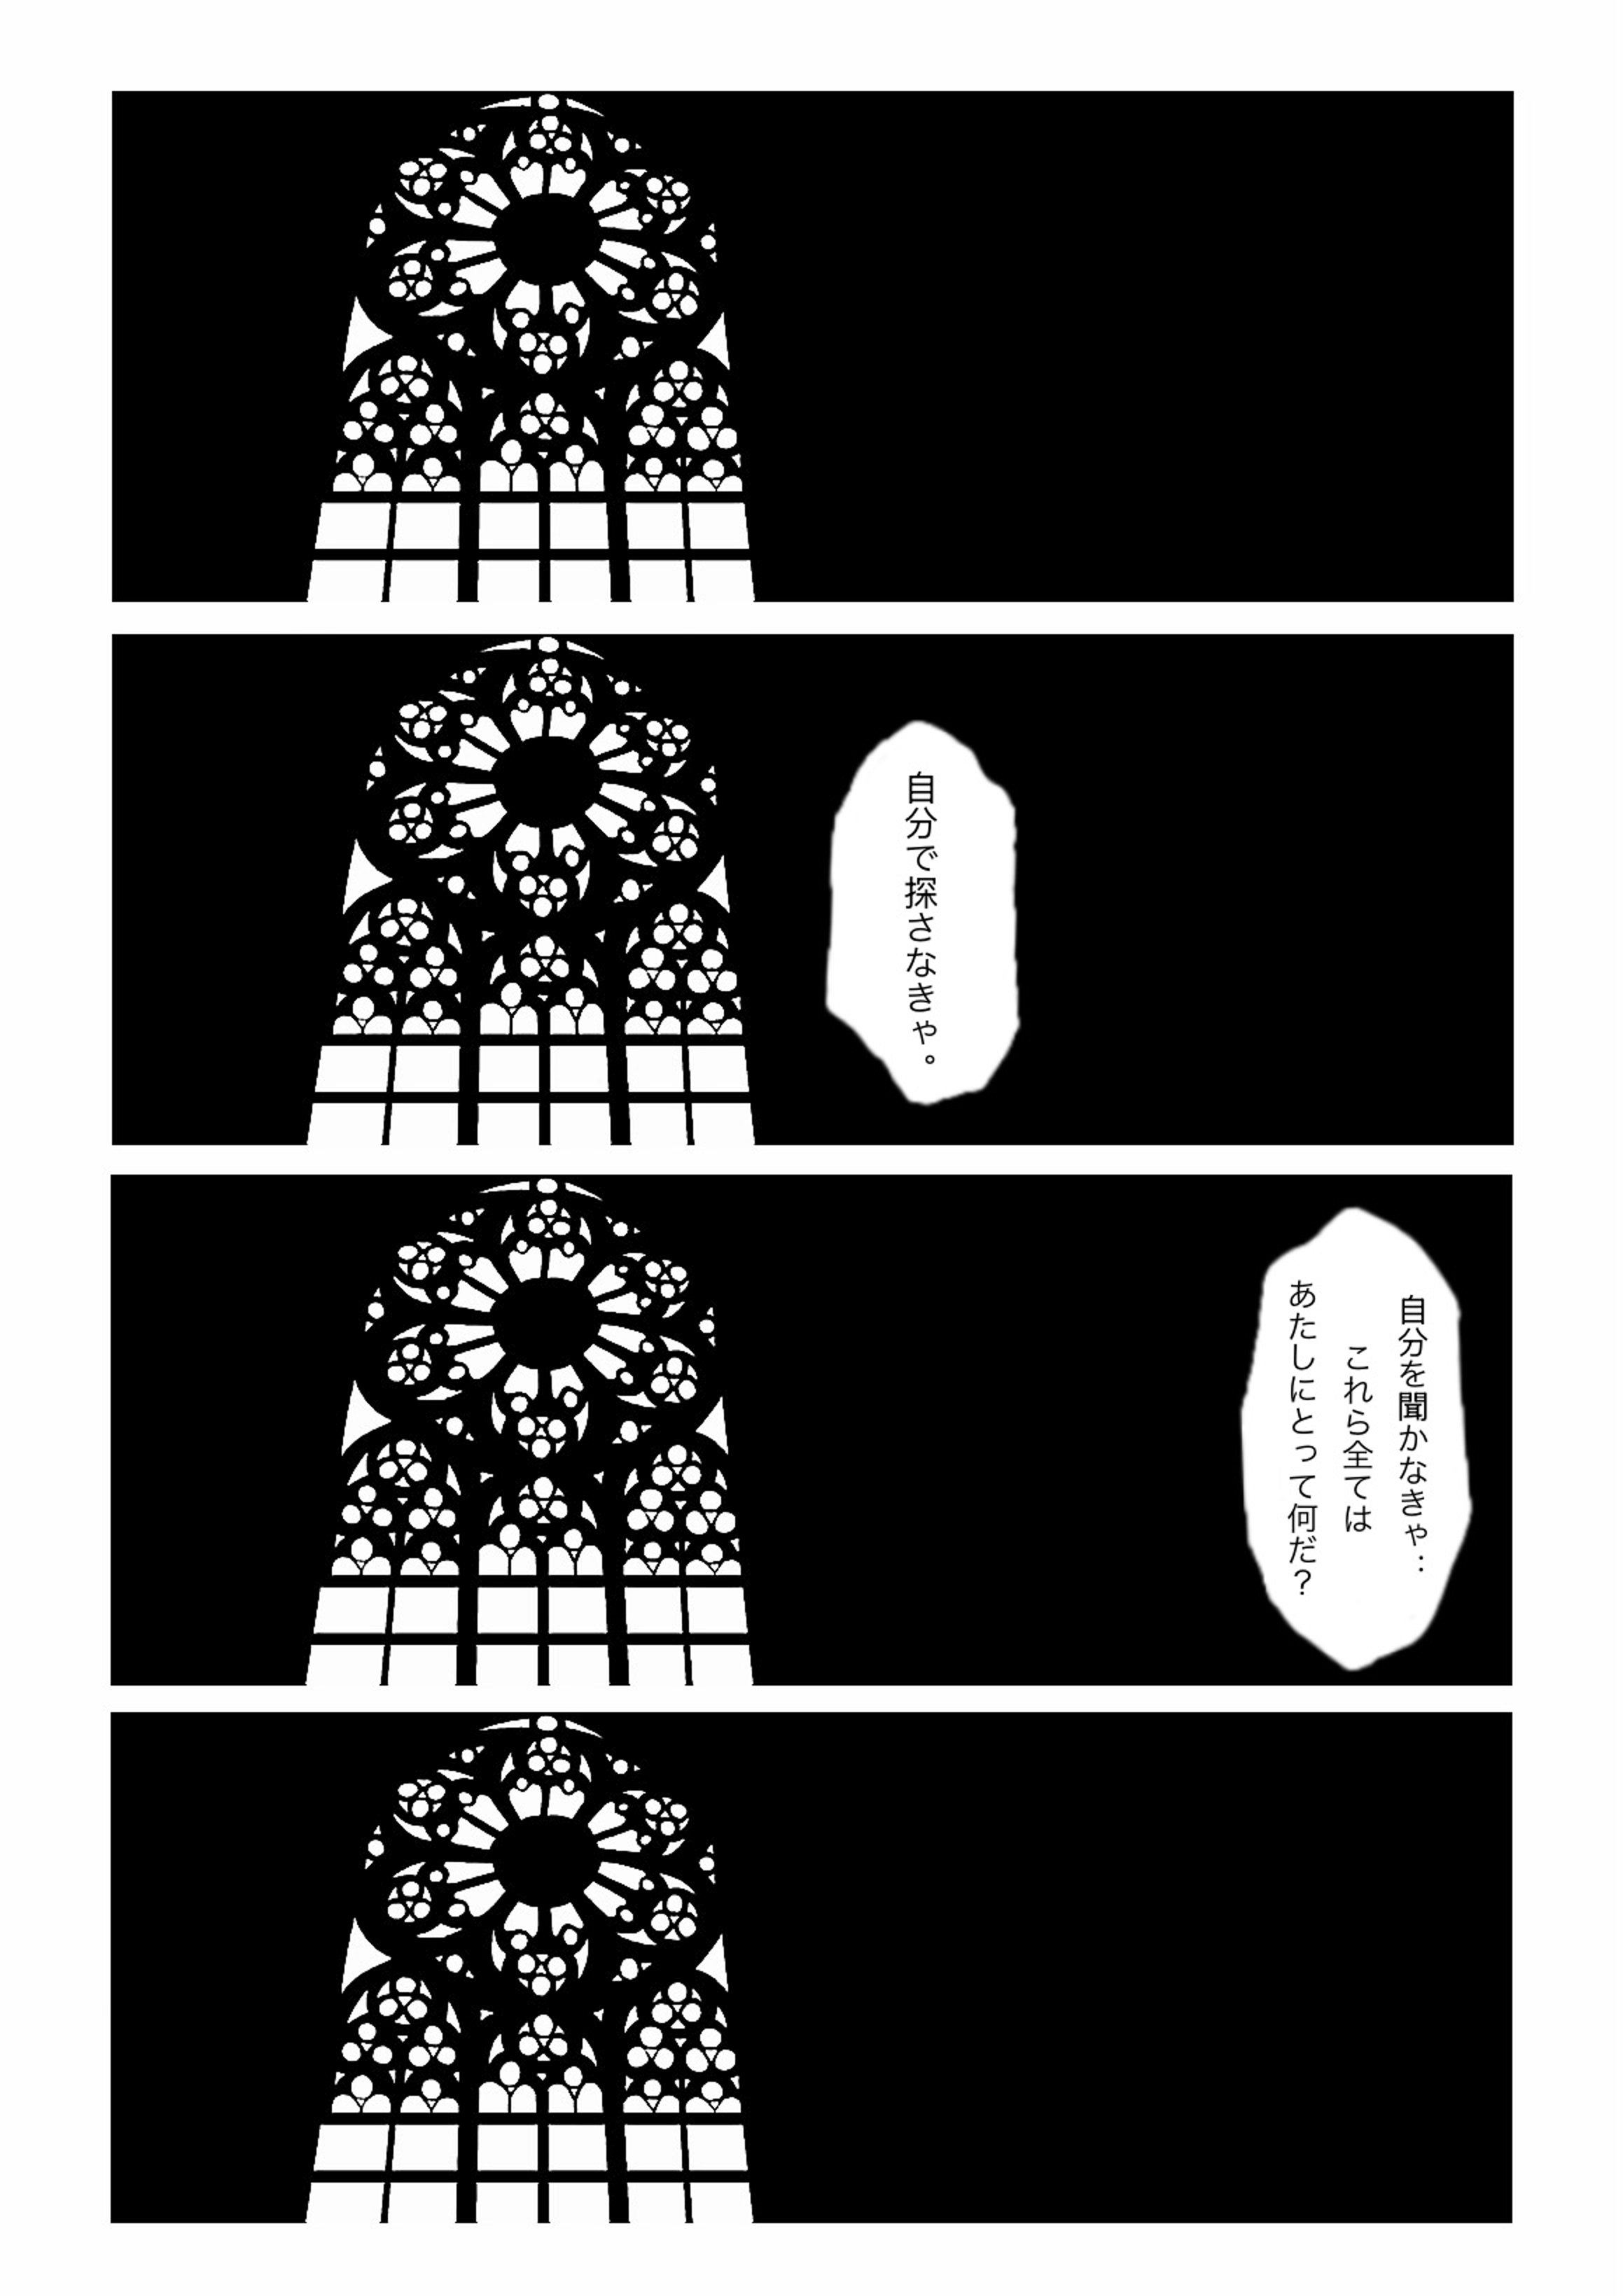 自分で探さなきゃ。
自分を聞かなきゃ…
これら全ては
あたしにとって何だ？